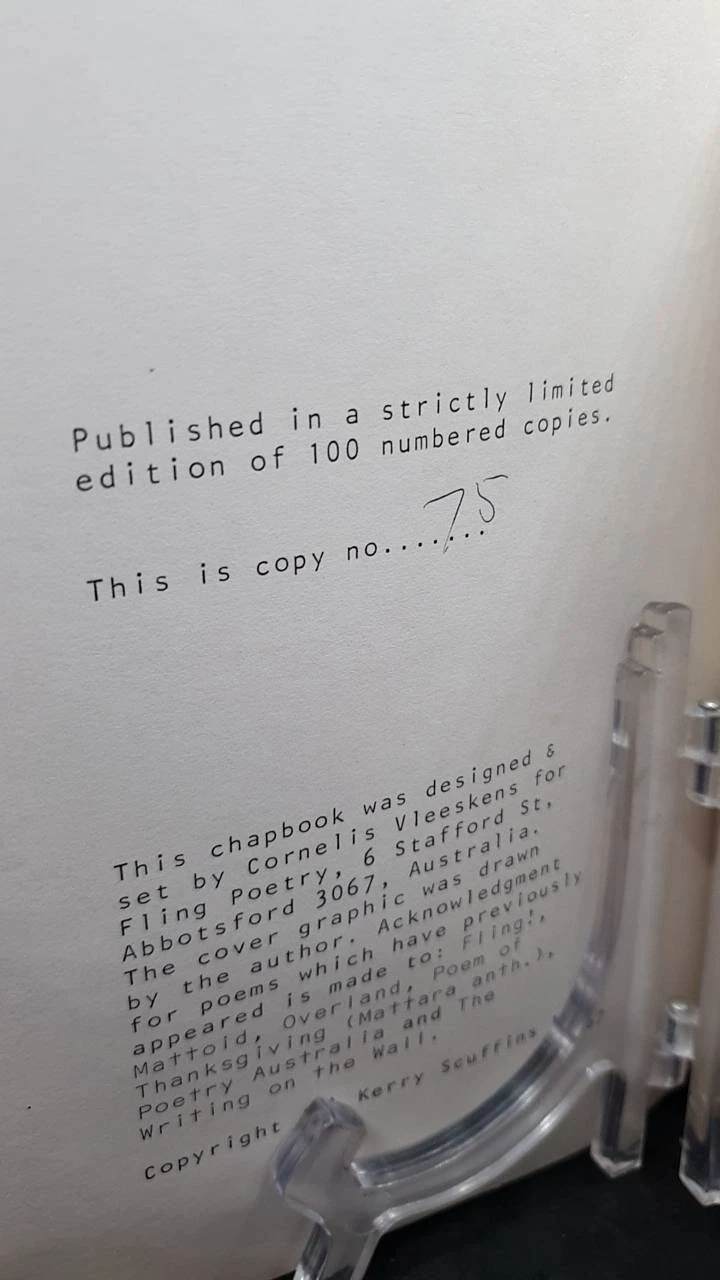 Published in a strictly limited
edition of 100 numbered copies.
This is copy no.......75
This chapbook was designed &
set by Cornelis Vleeskens for
Fling Poetry, 6 Stafford St,
Abbotsford 3067, Australia.
The cover graphic was drawn
by the author. Acknowledgment
for poems which have previously
appeared is made to: Fling!,
Mattoid, Overland, Poem of
Thanksgiving (Mattara anth.),
Poetry Australia and The
Writing on the Wall.
Copyright Kerry Scuffins